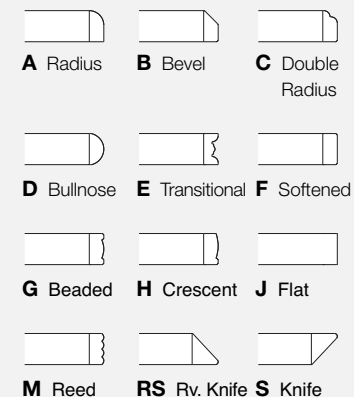 A Radius
B Bevel
C Double
Radius
D Bullnose
E Transitional
F Softened
G Beaded
H Crescent
J Flat
M Reed
RS Rv. Knife
S Knife